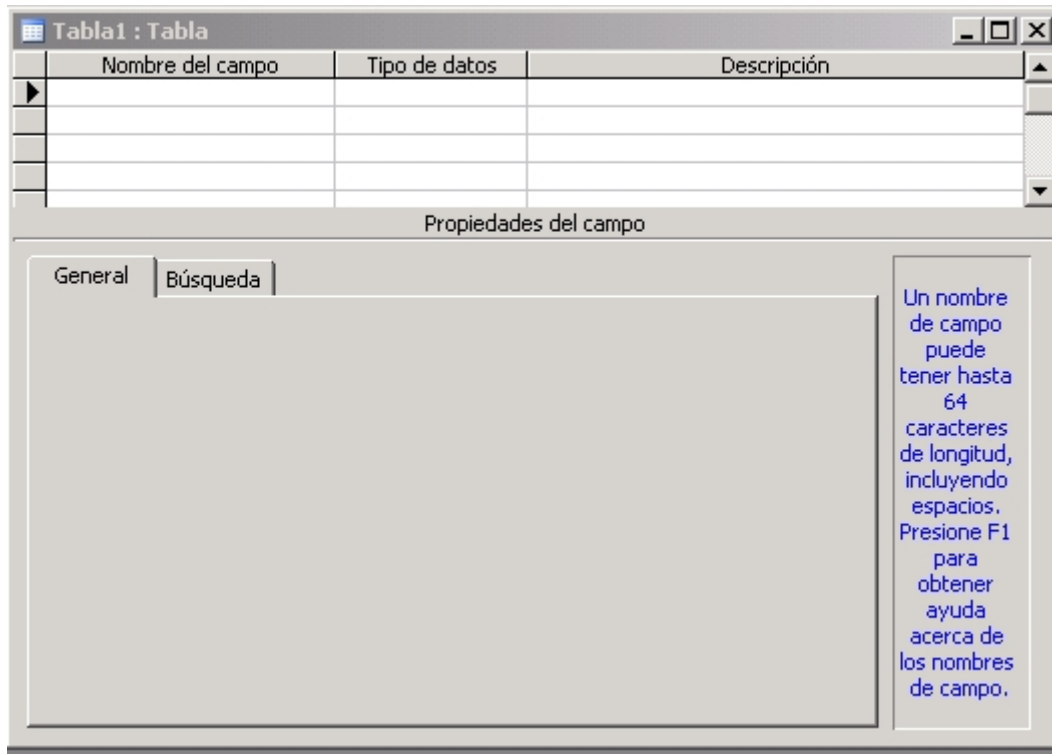 Tabla1 : Tabla
Nombre del campo Tipo de datos Descripción
Propiedades del campo
General Búsqueda
Un nombre
de campo
puede
tener hasta
64
caracteres
de longitud,
incluyendo
espacios.
Presione F1
para
obtener
ayuda
acerca de
los nombres
de campo.